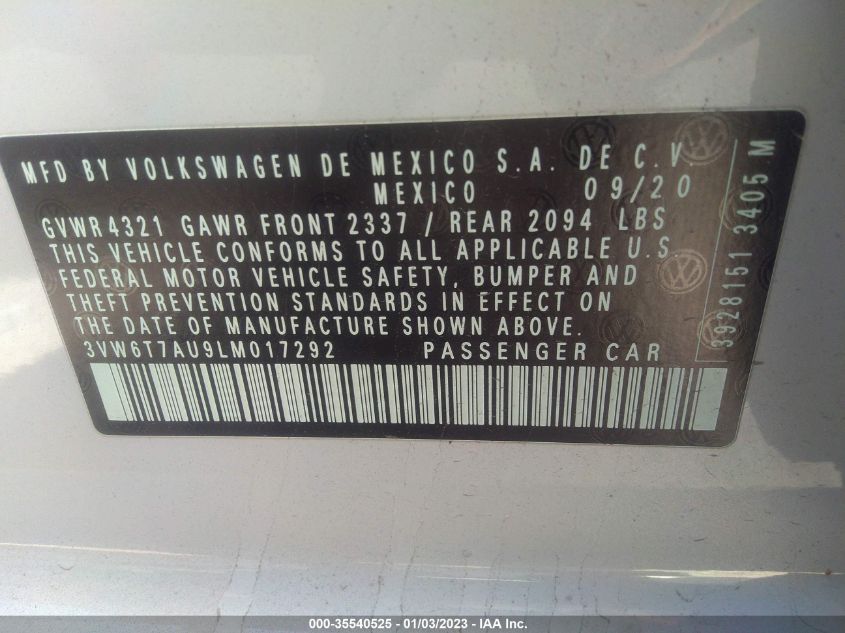 MFD BY VOLKSWAGEN DE MEXICO S.A. DE C.V
MEXICO 09/20
GVWR 4321 GAWR FRONT 2337 / REAR 2094 LBS
THIS VEHICLE CONFORMS TO ALL APPLICABLE U.S.
FEDERAL MOTOR VEHICLE SAFETY, BUMPER AND
THEFT PREVENTION STANDARDS IN EFFECT ON
THE DATE OF MANUFACTURE SHOWN ABOVE.
3VW6T7AU9LM017292 PASSENGER CAR
3928151 3405 M
000-35540525 - 01/03/2023 - © IAA Inc.